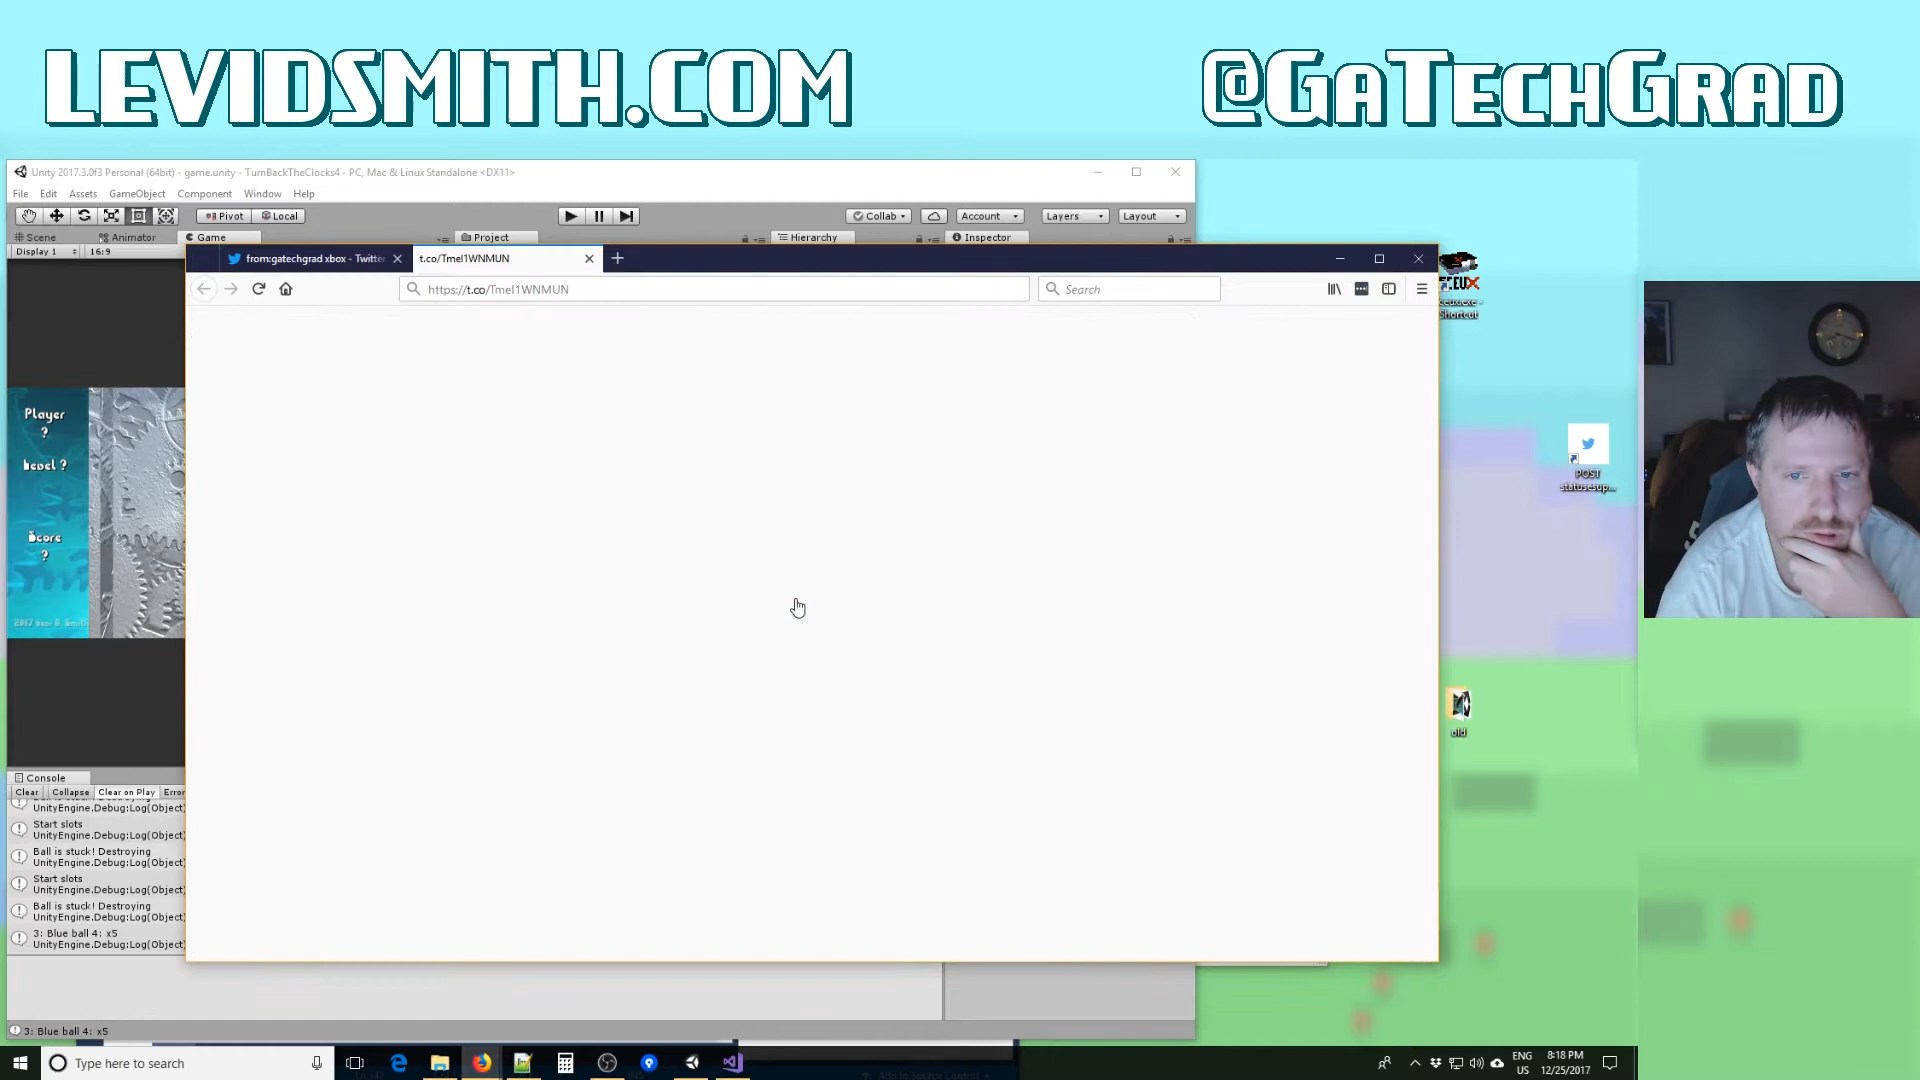 LEVIDSMITH.COM
@GATECHGRAD
Unity 2017.3.0f3 Personal (64bit) - game.unity - TurnBackTheClocks4 - PC, Mac & Linux Standalone <DX11>
File Edit Assets GameObject Component Window Help
Pivot Local Collab Account Layers Layout
Scene Animator Game Project Hierarchy Inspector
Display 1 16:9
from:gatechgrad xbox - Twitter
t.co/TmeI1WNMUN
https://t.co/TmeI1WNMUN
Search
Shortcut
POST
statusesup...
old
Player
?
Level ?
Score
?
Console
Clear Collapse Clear on Play Error
UnityEngine.Debug:Log(Object)
Start slots
UnityEngine.Debug:Log(Object)
Ball is stuck! Destroying
UnityEngine.Debug:Log(Object)
Start slots
UnityEngine.Debug:Log(Object)
Ball is stuck! Destroying
UnityEngine.Debug:Log(Object)
3: Blue ball 4: x5
UnityEngine.Debug:Log(Object)
3: Blue ball 4: x5
Type here to search
ENG
US
8:18 PM
12/25/2017